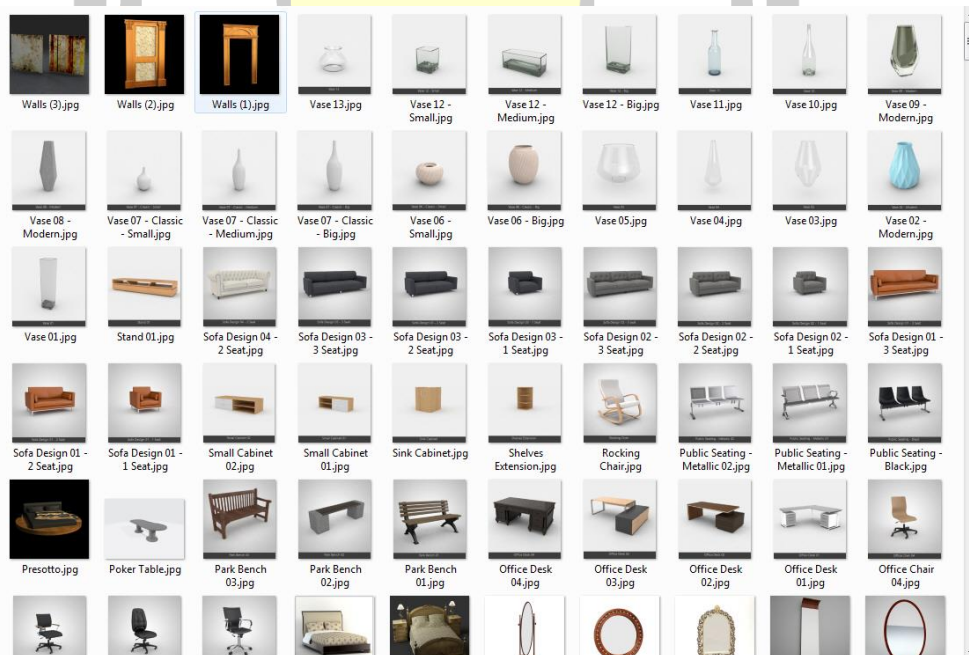 Walls (3).jpg
Walls (2).jpg
Walls (1).jpg
Vase 13.jpg
Vase 12 -
Small.jpg
Vase 12 -
Medium.jpg
Vase 12 - Big.jpg
Vase 11.jpg
Vase 10.jpg
Vase 09 -
Modern.jpg
Vase 08 -
Modern.jpg
Vase 07 - Classic
- Small.jpg
Vase 07 - Classic
- Medium.jpg
Vase 07 - Classic
- Big.jpg
Vase 06 -
Small.jpg
Vase 06 - Big.jpg
Vase 05.jpg
Vase 04.jpg
Vase 03.jpg
Vase 02 -
Modern.jpg
Vase 01.jpg
Stand 01.jpg
Sofa Design 04 -
2 Seat.jpg
Sofa Design 03 -
3 Seat.jpg
Sofa Design 03 -
2 Seat.jpg
Sofa Design 03 -
1 Seat.jpg
Sofa Design 02 -
3 Seat.jpg
Sofa Design 02 -
2 Seat.jpg
Sofa Design 02 -
1 Seat.jpg
Sofa Design 01 -
3 Seat.jpg
Sofa Design 01 -
2 Seat.jpg
Sofa Design 01 -
1 Seat.jpg
Small Cabinet
02.jpg
Small Cabinet
01.jpg
Sink Cabinet.jpg
Shelves
Extension.jpg
Rocking
Chair.jpg
Public Seating -
Metallic 02.jpg
Public Seating -
Metallic 01.jpg
Public Seating -
Black.jpg
Presotto.jpg
Poker Table.jpg
Park Bench
03.jpg
Park Bench
02.jpg
Park Bench
01.jpg
Office Desk
04.jpg
Office Desk
03.jpg
Office Desk
02.jpg
Office Desk
01.jpg
Office Chair
04.jpg